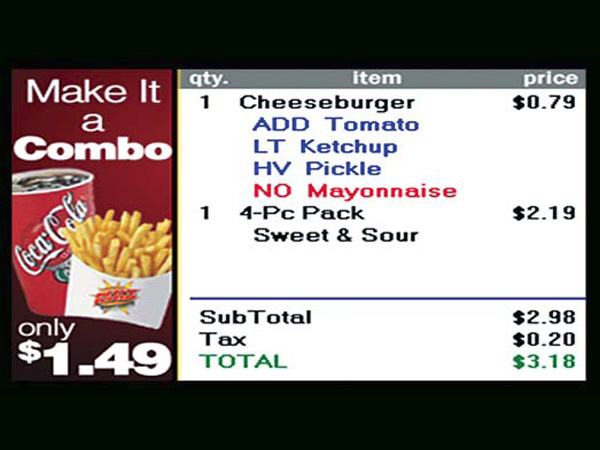 Make It
a
Combo
Coca-Cola
only
$1.49
qty. item price
1 Cheeseburger $0.79
ADD Tomato
LT Ketchup
HV Pickle
NO Mayonnaise
1 4-Pc Pack $2.19
Sweet & Sour
SubTotal $2.98
Tax $0.20
TOTAL $3.18